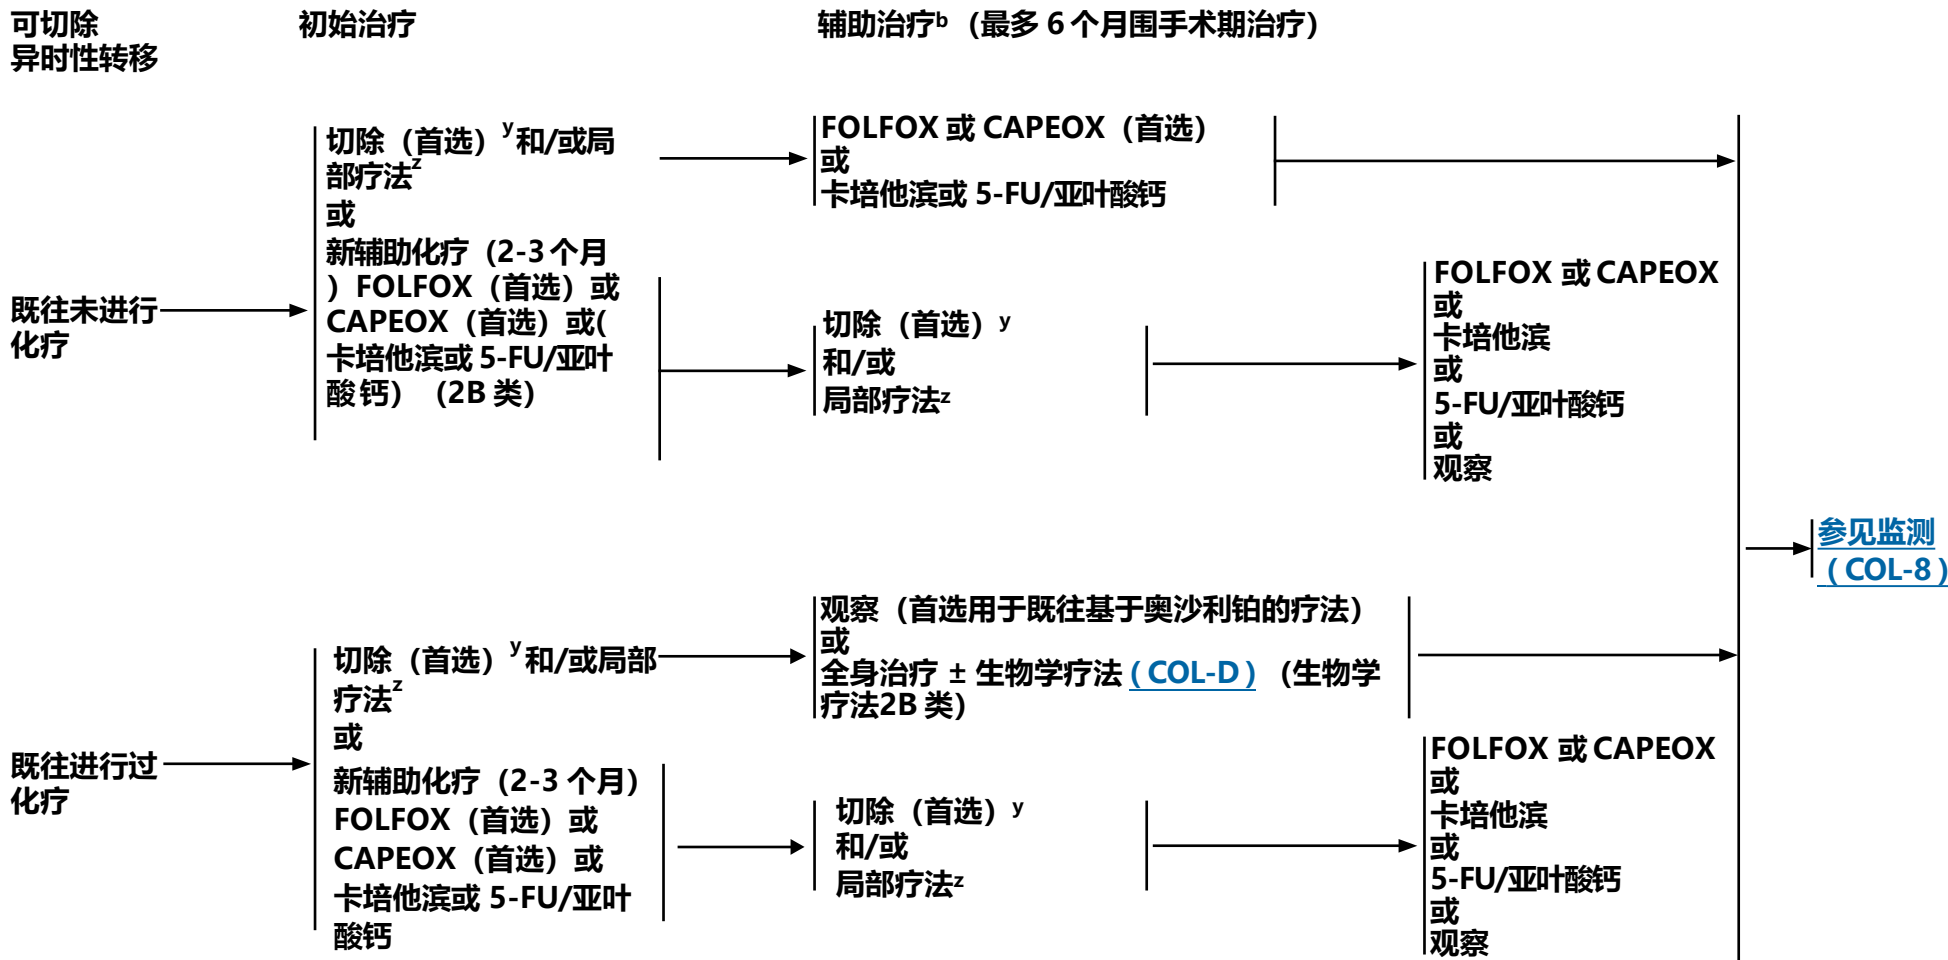 可切除
异时性转移
初始治疗
辅助治疗b（最多 6 个月围手术期治疗）
既往未进行
化疗
切除（首选）y 和/或局
部疗法z
或
新辅助化疗（2-3 个月
）FOLFOX（首选）或
CAPEOX（首选）或(
卡培他滨或 5-FU/亚叶
酸钙）（2B 类）
FOLFOX 或 CAPEOX（首选）
或
卡培他滨或 5-FU/亚叶酸钙
切除（首选）y
和/或
局部疗法z
FOLFOX 或 CAPEOX
或
卡培他滨
或
5-FU/亚叶酸钙
或
观察
既往进行过
化疗
切除（首选）y 和/或局部
疗法z
或
新辅助化疗（2-3 个月）
FOLFOX（首选）或
CAPEOX（首选）或
卡培他滨或 5-FU/亚叶
酸钙
观察（首选用于既往基于奥沙利铂的疗法）
或
全身治疗 ± 生物学疗法 ( COL-D )（生物学
疗法2B 类）
切除（首选）y
和/或
局部疗法z
FOLFOX 或 CAPEOX
或
卡培他滨
或
5-FU/亚叶酸钙
或
观察
参见监测
( COL-8 )